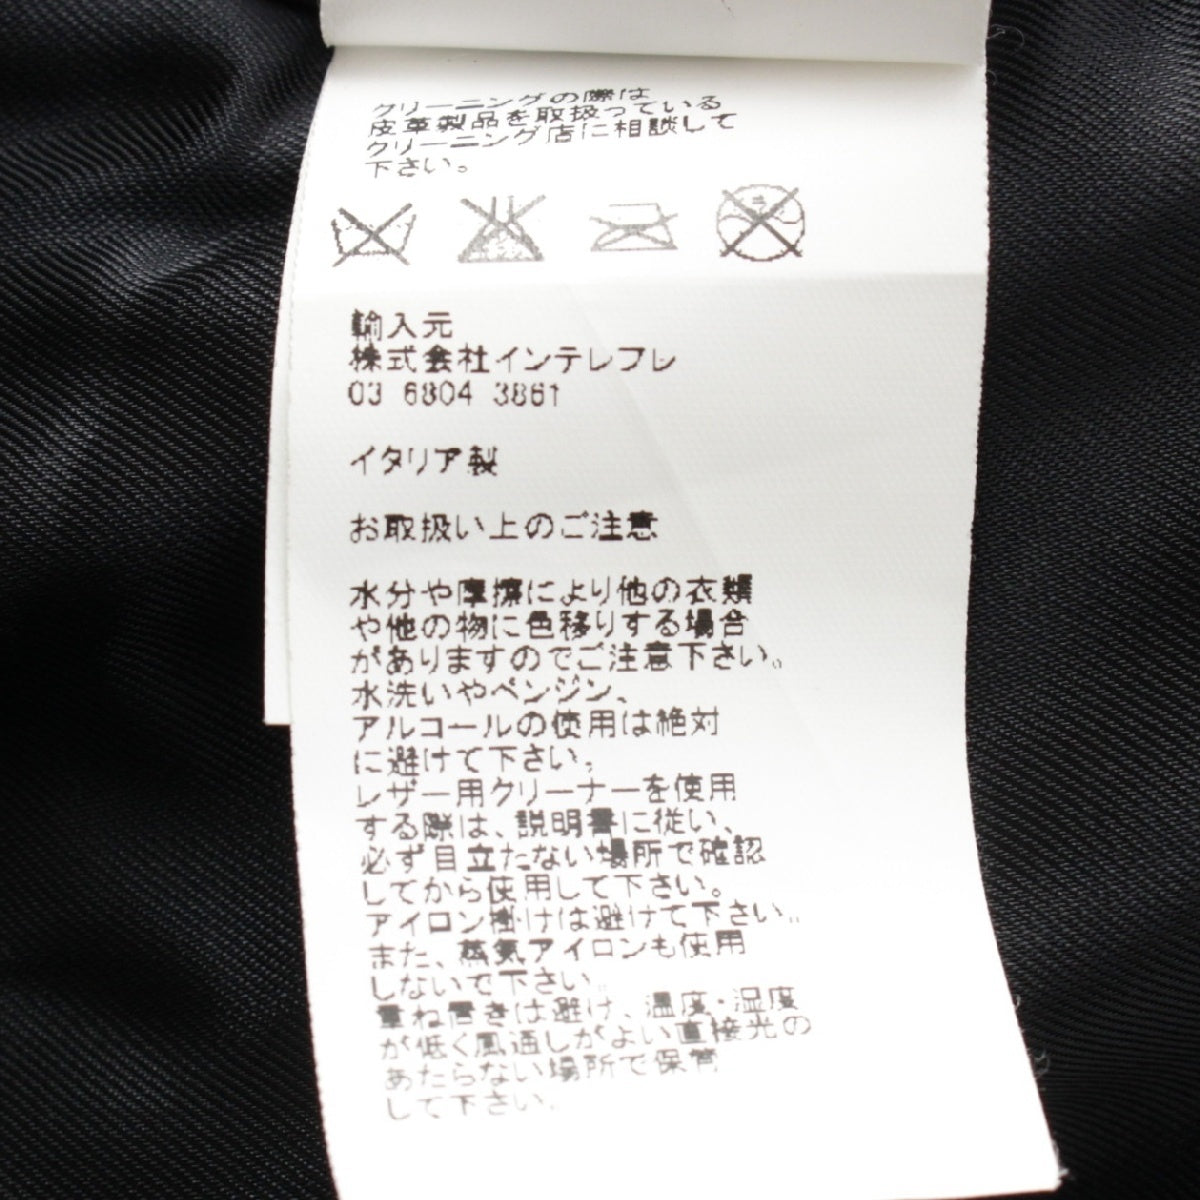 クリーニングの際は
皮革製品を取扱っている
クリーニング店に相談して
下さい。
輸入元
株式会社インテレフレ
03 6804 3861
イタリア製
お取扱い上のご注意
水分や摩擦により他の衣類
や他の物に色移りする場合
がありますのでご注意下さい。
水洗いやベンジン、
アルコールの使用は絶対
に避けて下さい。
レザー用クリーナーを使用
する際は、説明書に従い、
必ず目立たない場所で確認
してから使用して下さい。
アイロン掛けは避けて下さい。
また、蒸気アイロンも使用
しないで下さい。
重ね置きは避け、温度・湿度
が低く風通しがよい直接光の
あたらない場所で保管
して下さい。